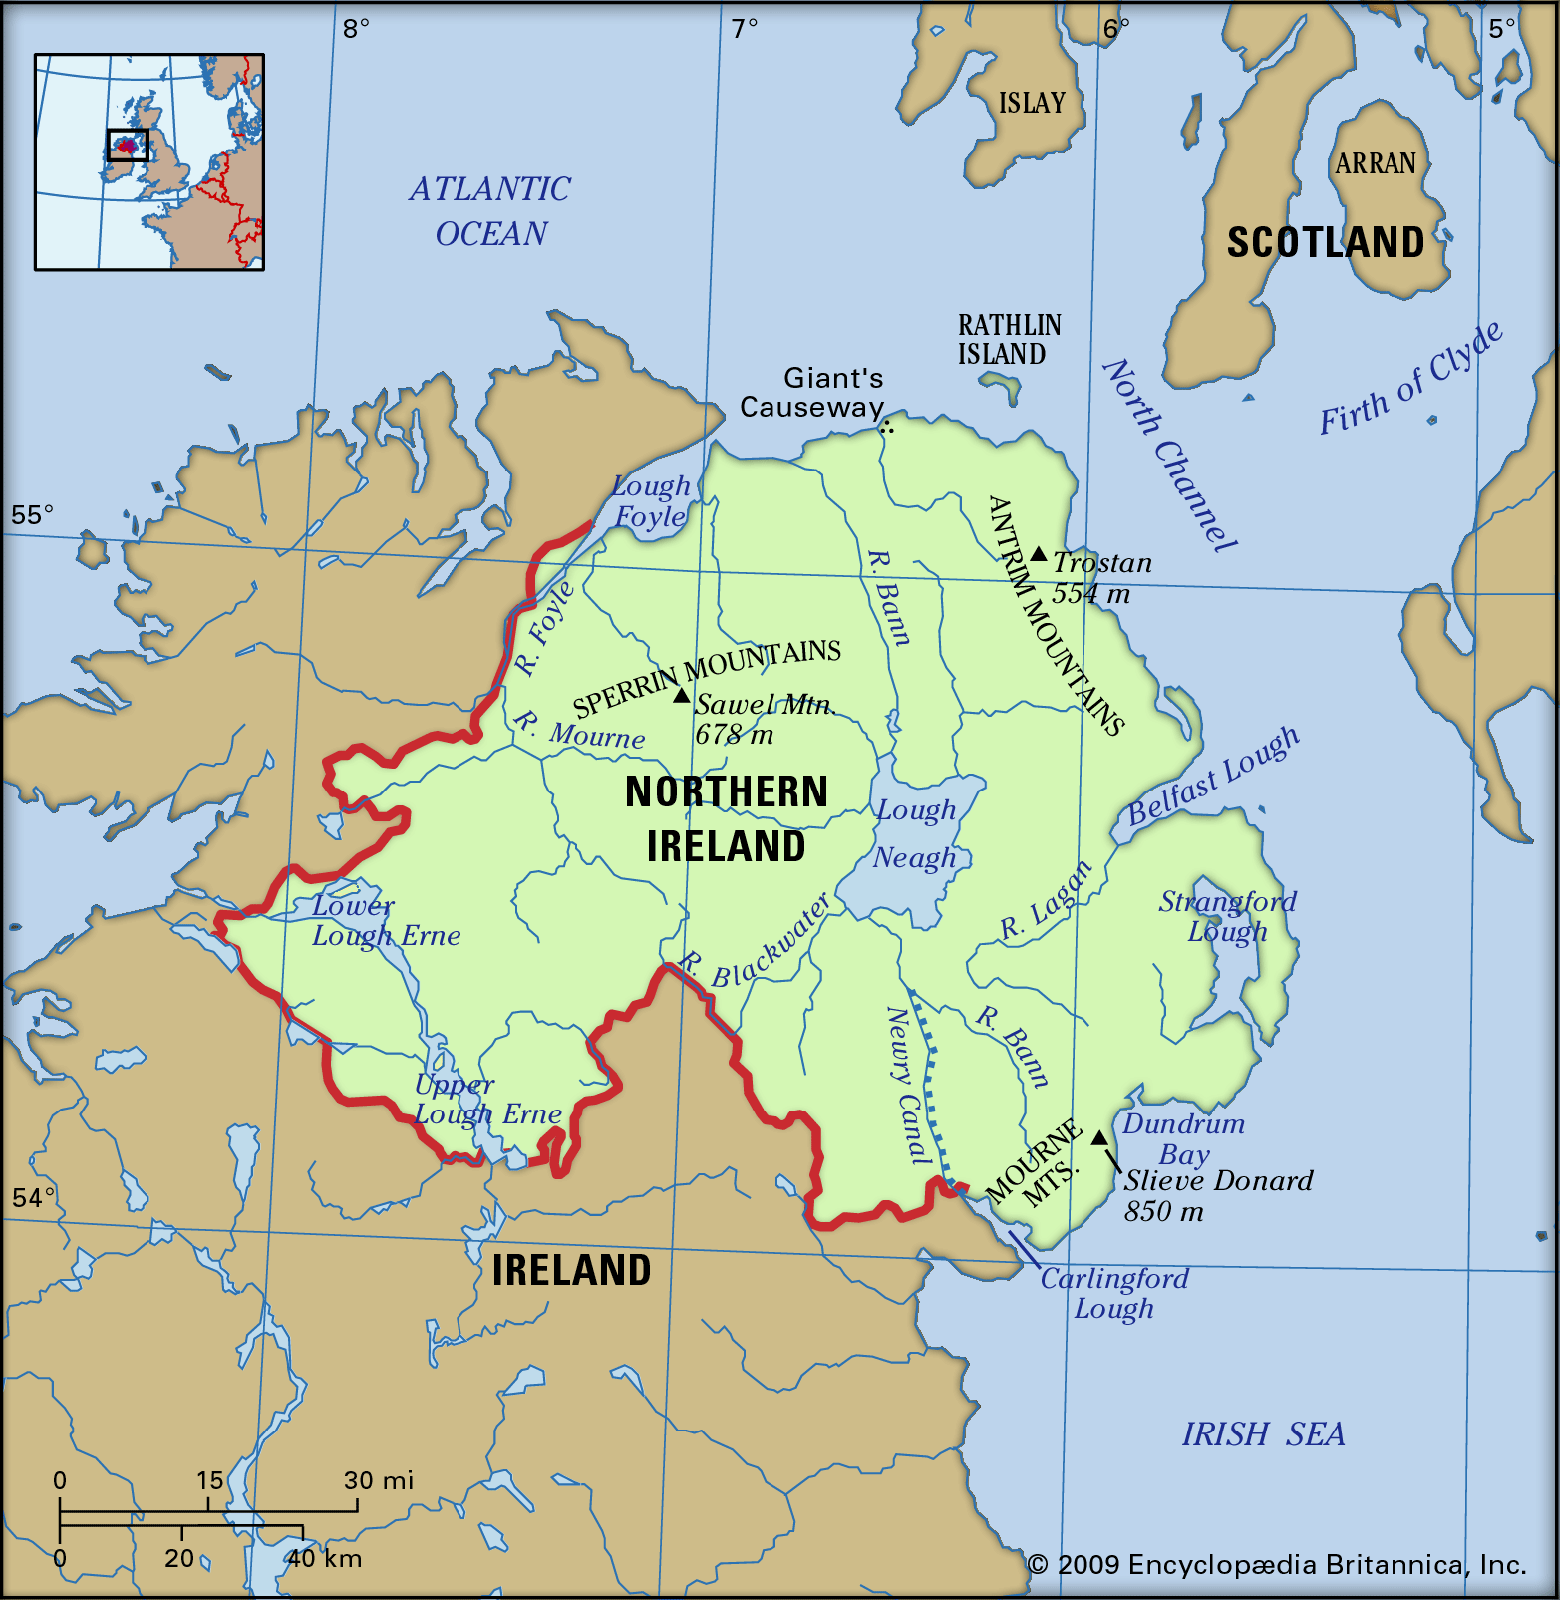 8°
7°
6°
5°
ISLAY
ARRAN
ATLANTIC
OCEAN
SCOTLAND
RATHLIN
ISLAND
Giant's
Causeway
North Channel
Firth of Clyde
Lough
Foyle
55°
ANTRIM MOUNTAINS
Trostan
554 m
R. Bann
R. Foyle
SPERRIN MOUNTAINS
Sawel Mtn.
678 m
R. Mourne
NORTHERN
IRELAND
Lough
Neagh
Belfast Lough
R. Lagan
Strangford
Lough
Lower
Lough Erne
R. Blackwater
Newry Canal
R. Bann
Upper
Lough Erne
MOURNE
MTS.
Dundrum
Bay
Slieve Donard
850 m
54°
IRELAND
Carlingford
Lough
IRISH SEA
0 15 30 mi
0 20 40 km
© 2009 Encyclopædia Britannica, Inc.